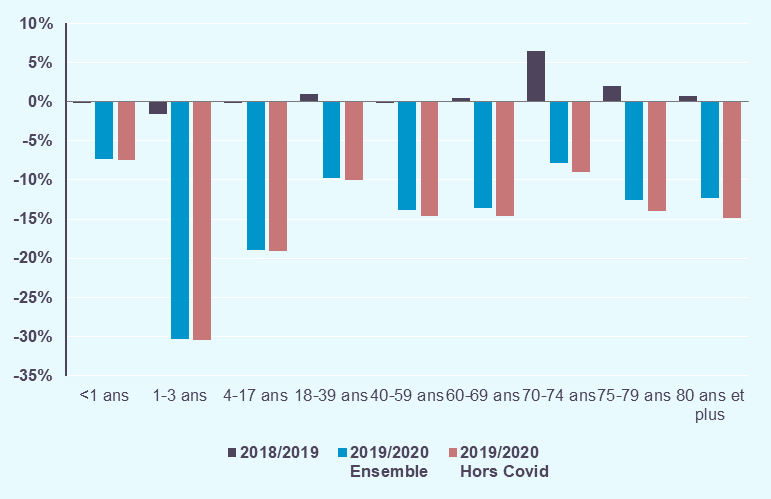 10%
5%
0%
-5%
-10%
-15%
-20%
-25%
-30%
-35%
<1 ans 1-3 ans 4-17 ans 18-39 ans 40-59 ans 60-69 ans 70-74 ans 75-79 ans 80 ans et
plus
2018/2019 2019/2020 2019/2020
Ensemble Hors Covid